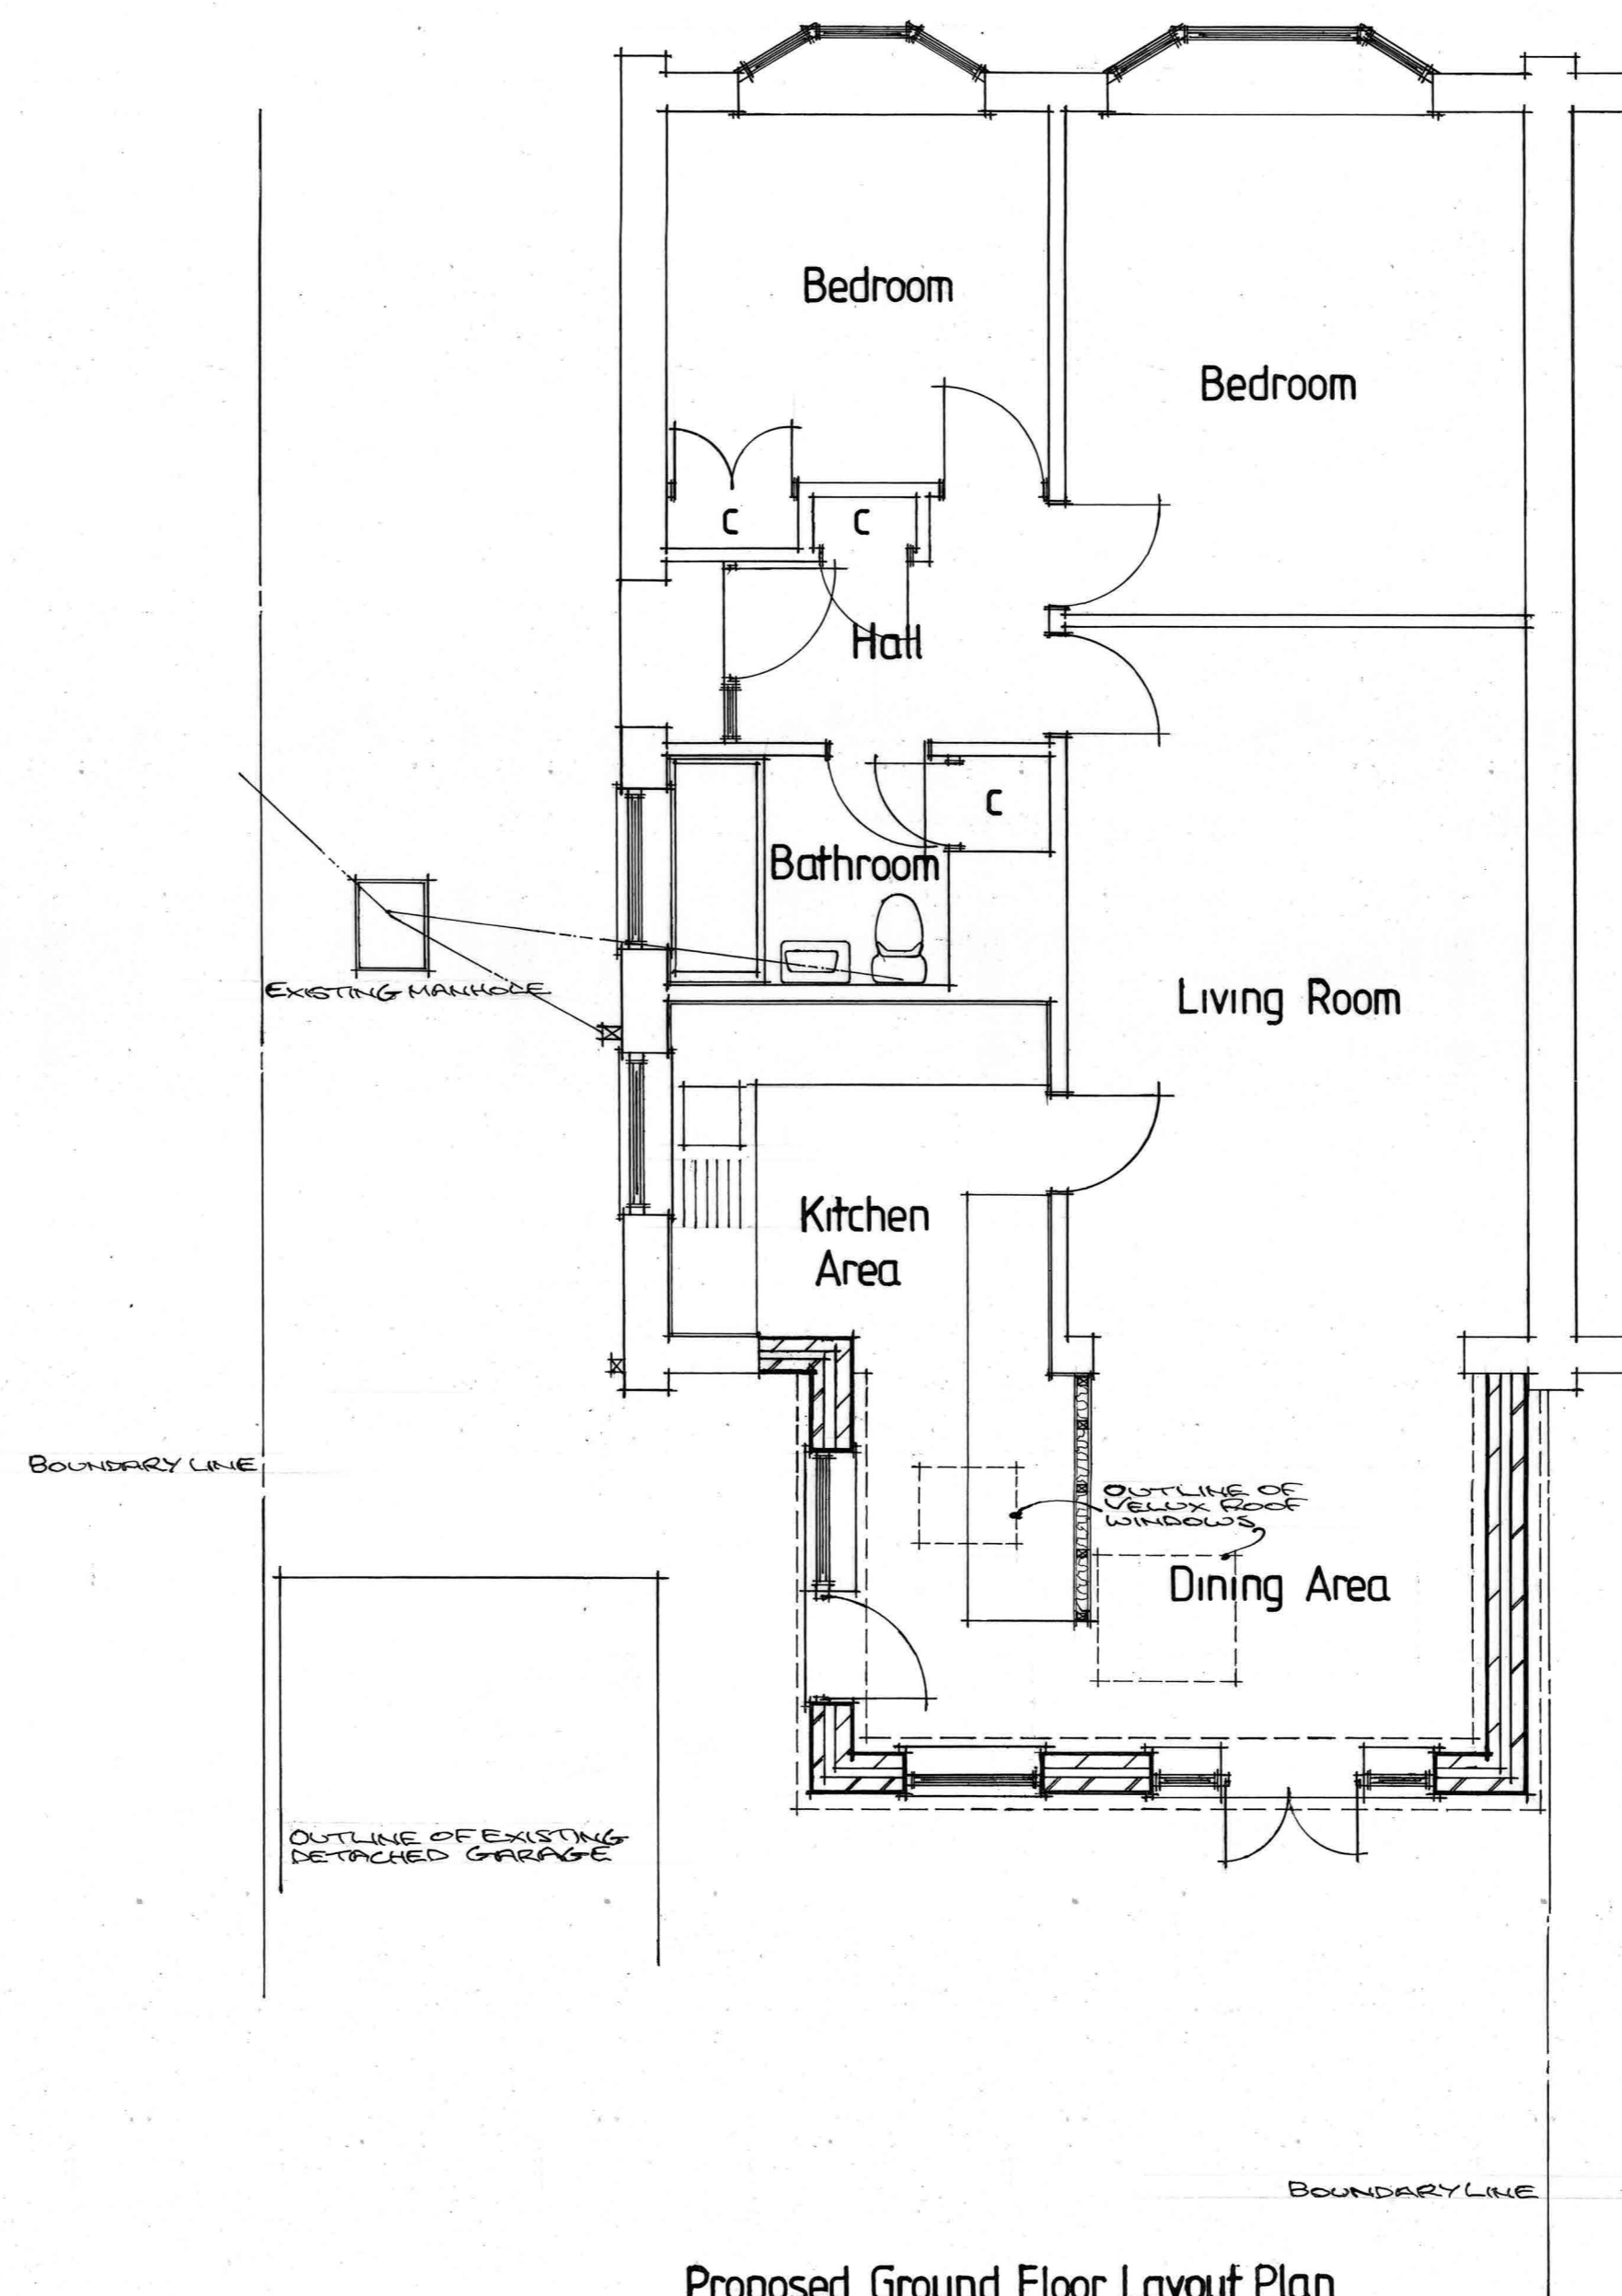 Bedroom
Bedroom
C
C
Hall
C
Bathroom
EXISTING MANHOLE
Living Room
Kitchen
Area
BOUNDARY LINE
OUTLINE OF
VELUX ROOF
WINDOWS
Dining Area
OUTLINE OF EXISTING
DETACHED GARAGE
BOUNDARY LINE
Proposed Ground Floor Layout Plan